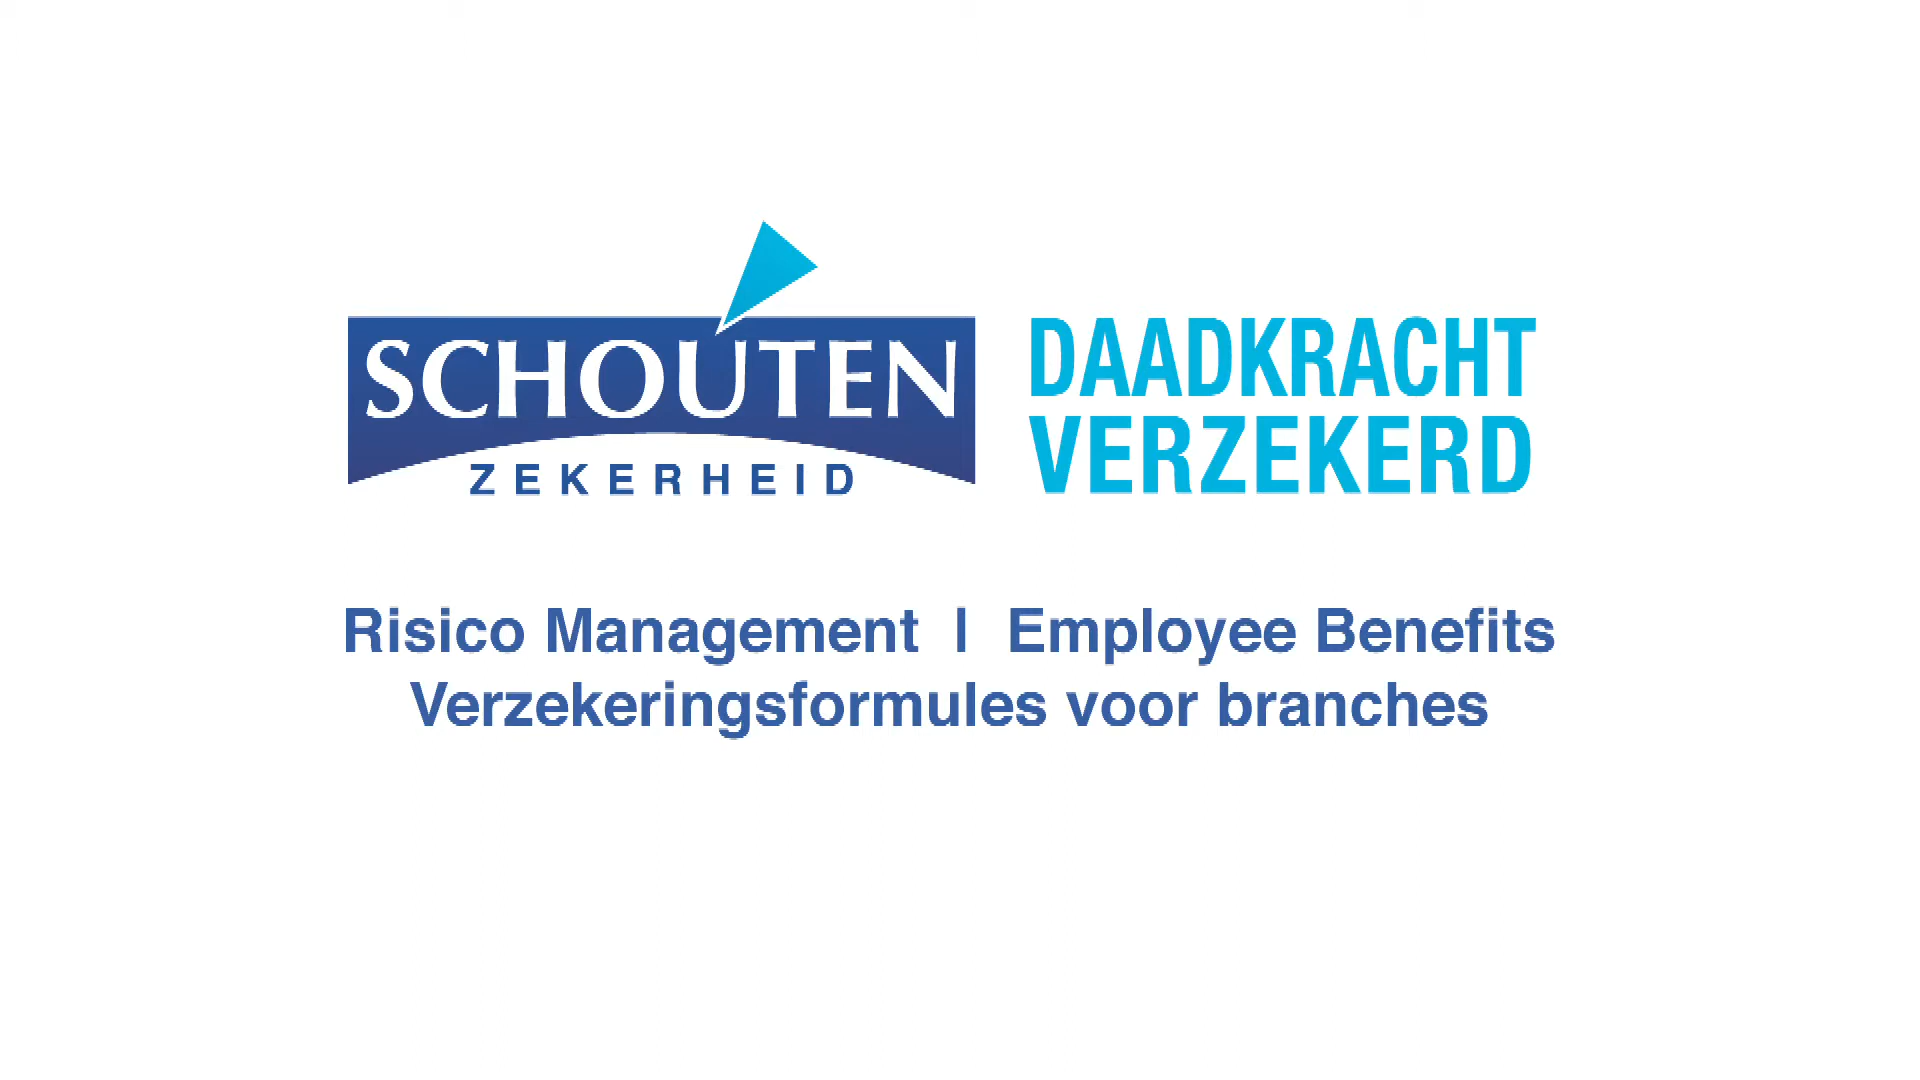 SCHOUTEN
ZEKERHEID
DAADKRACHT
VERZEKERD
Risico Management | Employee Benefits
Verzekeringsformules voor branches